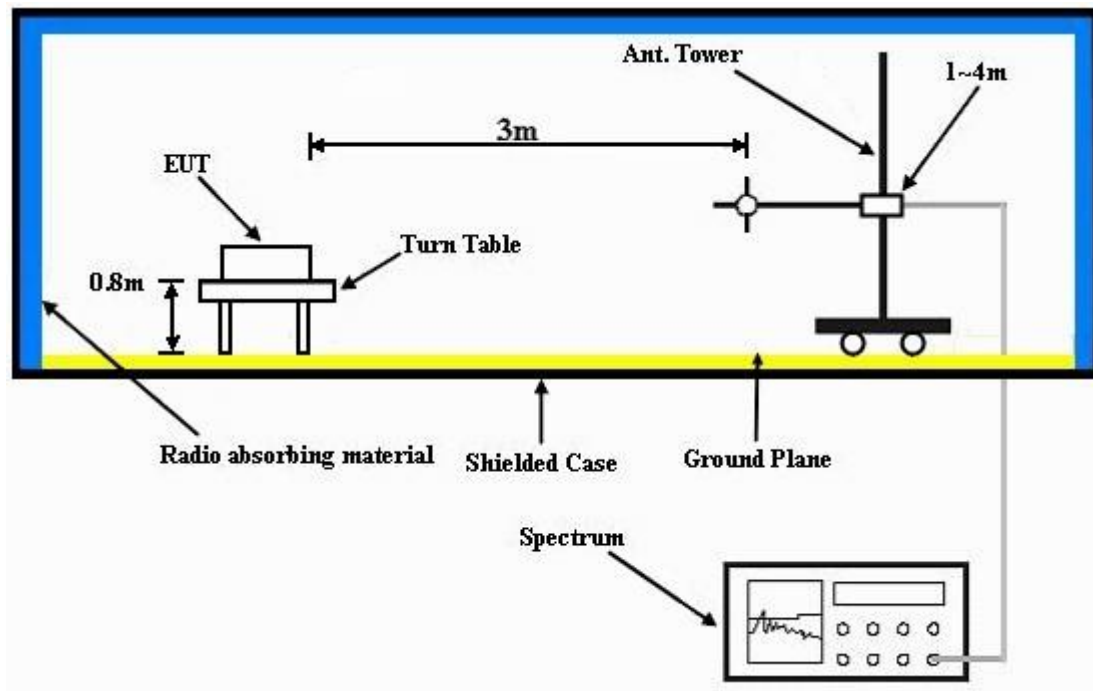 Ant. Tower
1~4m
3m
EUT
Turn Table
0.8m
Radio absorbing material
Shielded Case
Ground Plane
Spectrum